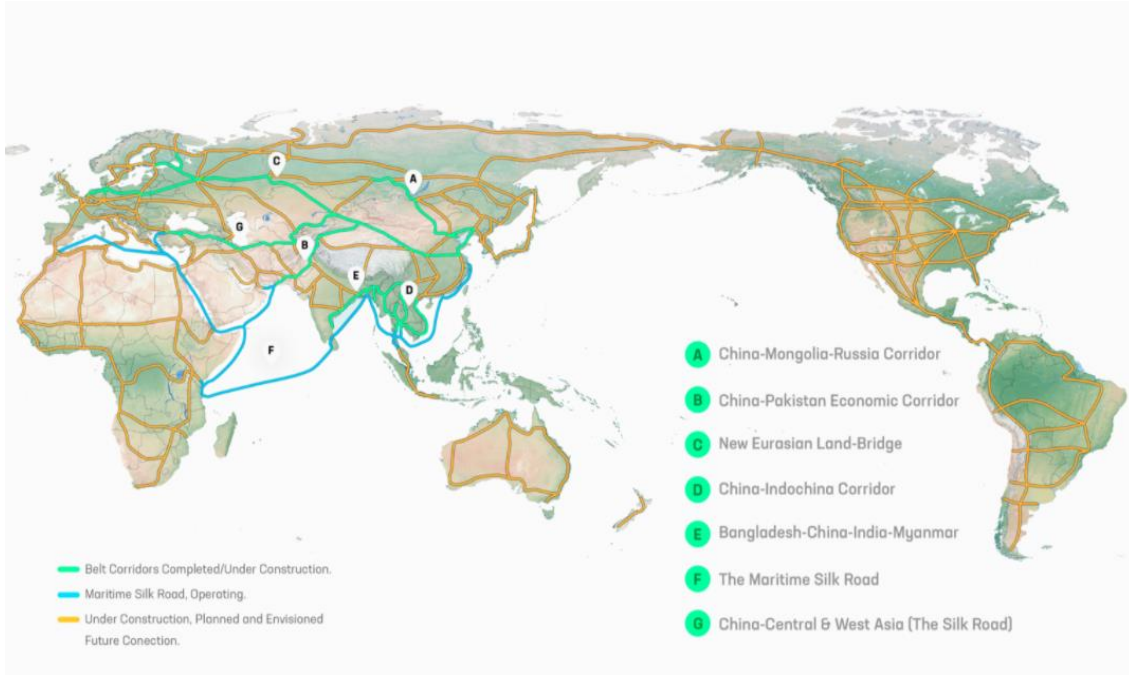 C
A
G
B
E
D
F
A China-Mongolia-Russia Corridor
B China-Pakistan Economic Corridor
C New Eurasian Land-Bridge
D China-Indochina Corridor
E Bangladesh-China-India-Myanmar
F The Maritime Silk Road
G China-Central & West Asia (The Silk Road)
Belt Corridors Completed/Under Construction.
Maritime Silk Road, Operating.
Under Construction, Planned and Envisioned
Future Conection.